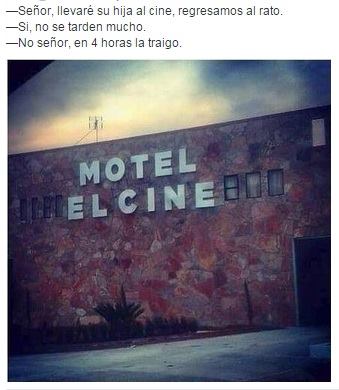 —Señor, llevaré su hija al cine, regresamos al rato.
—Si, no se tarden mucho.
—No señor, en 4 horas la traigo.
MOTEL
EL CINE